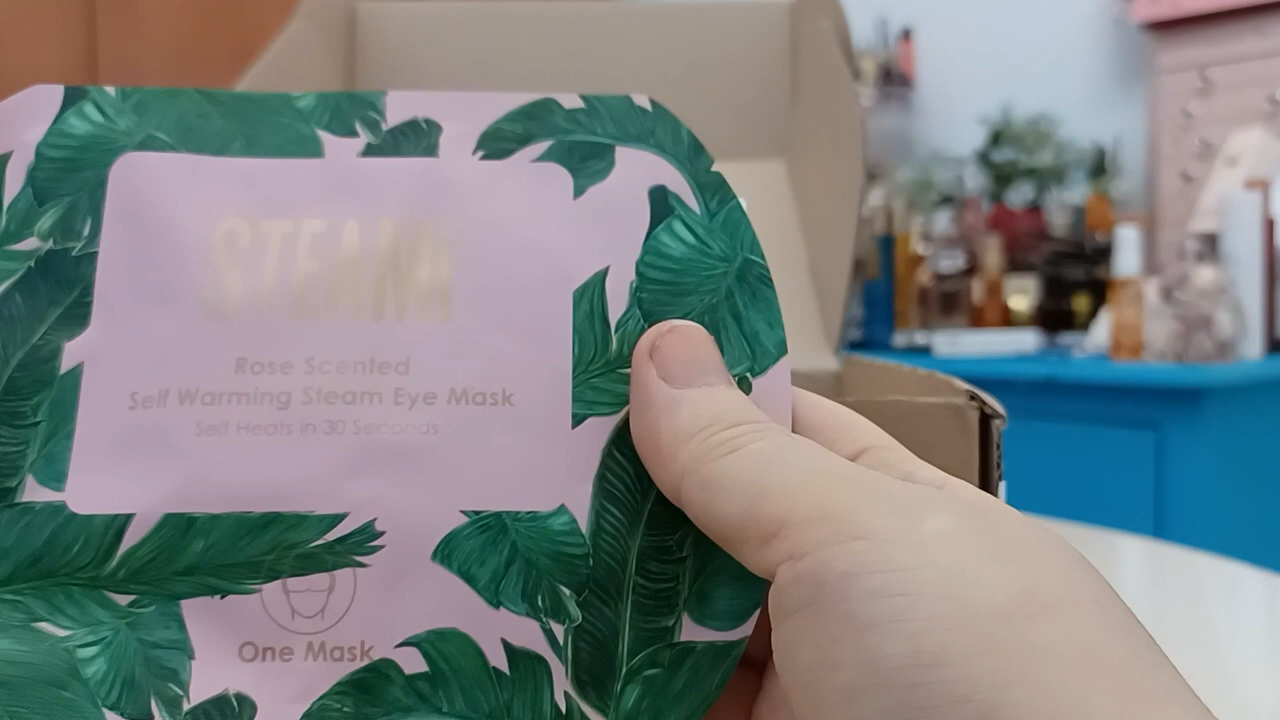 STEAM
Rose Scented
Self Warming Steam Eye Mask
Self Heats in 30 Seconds
One Mask